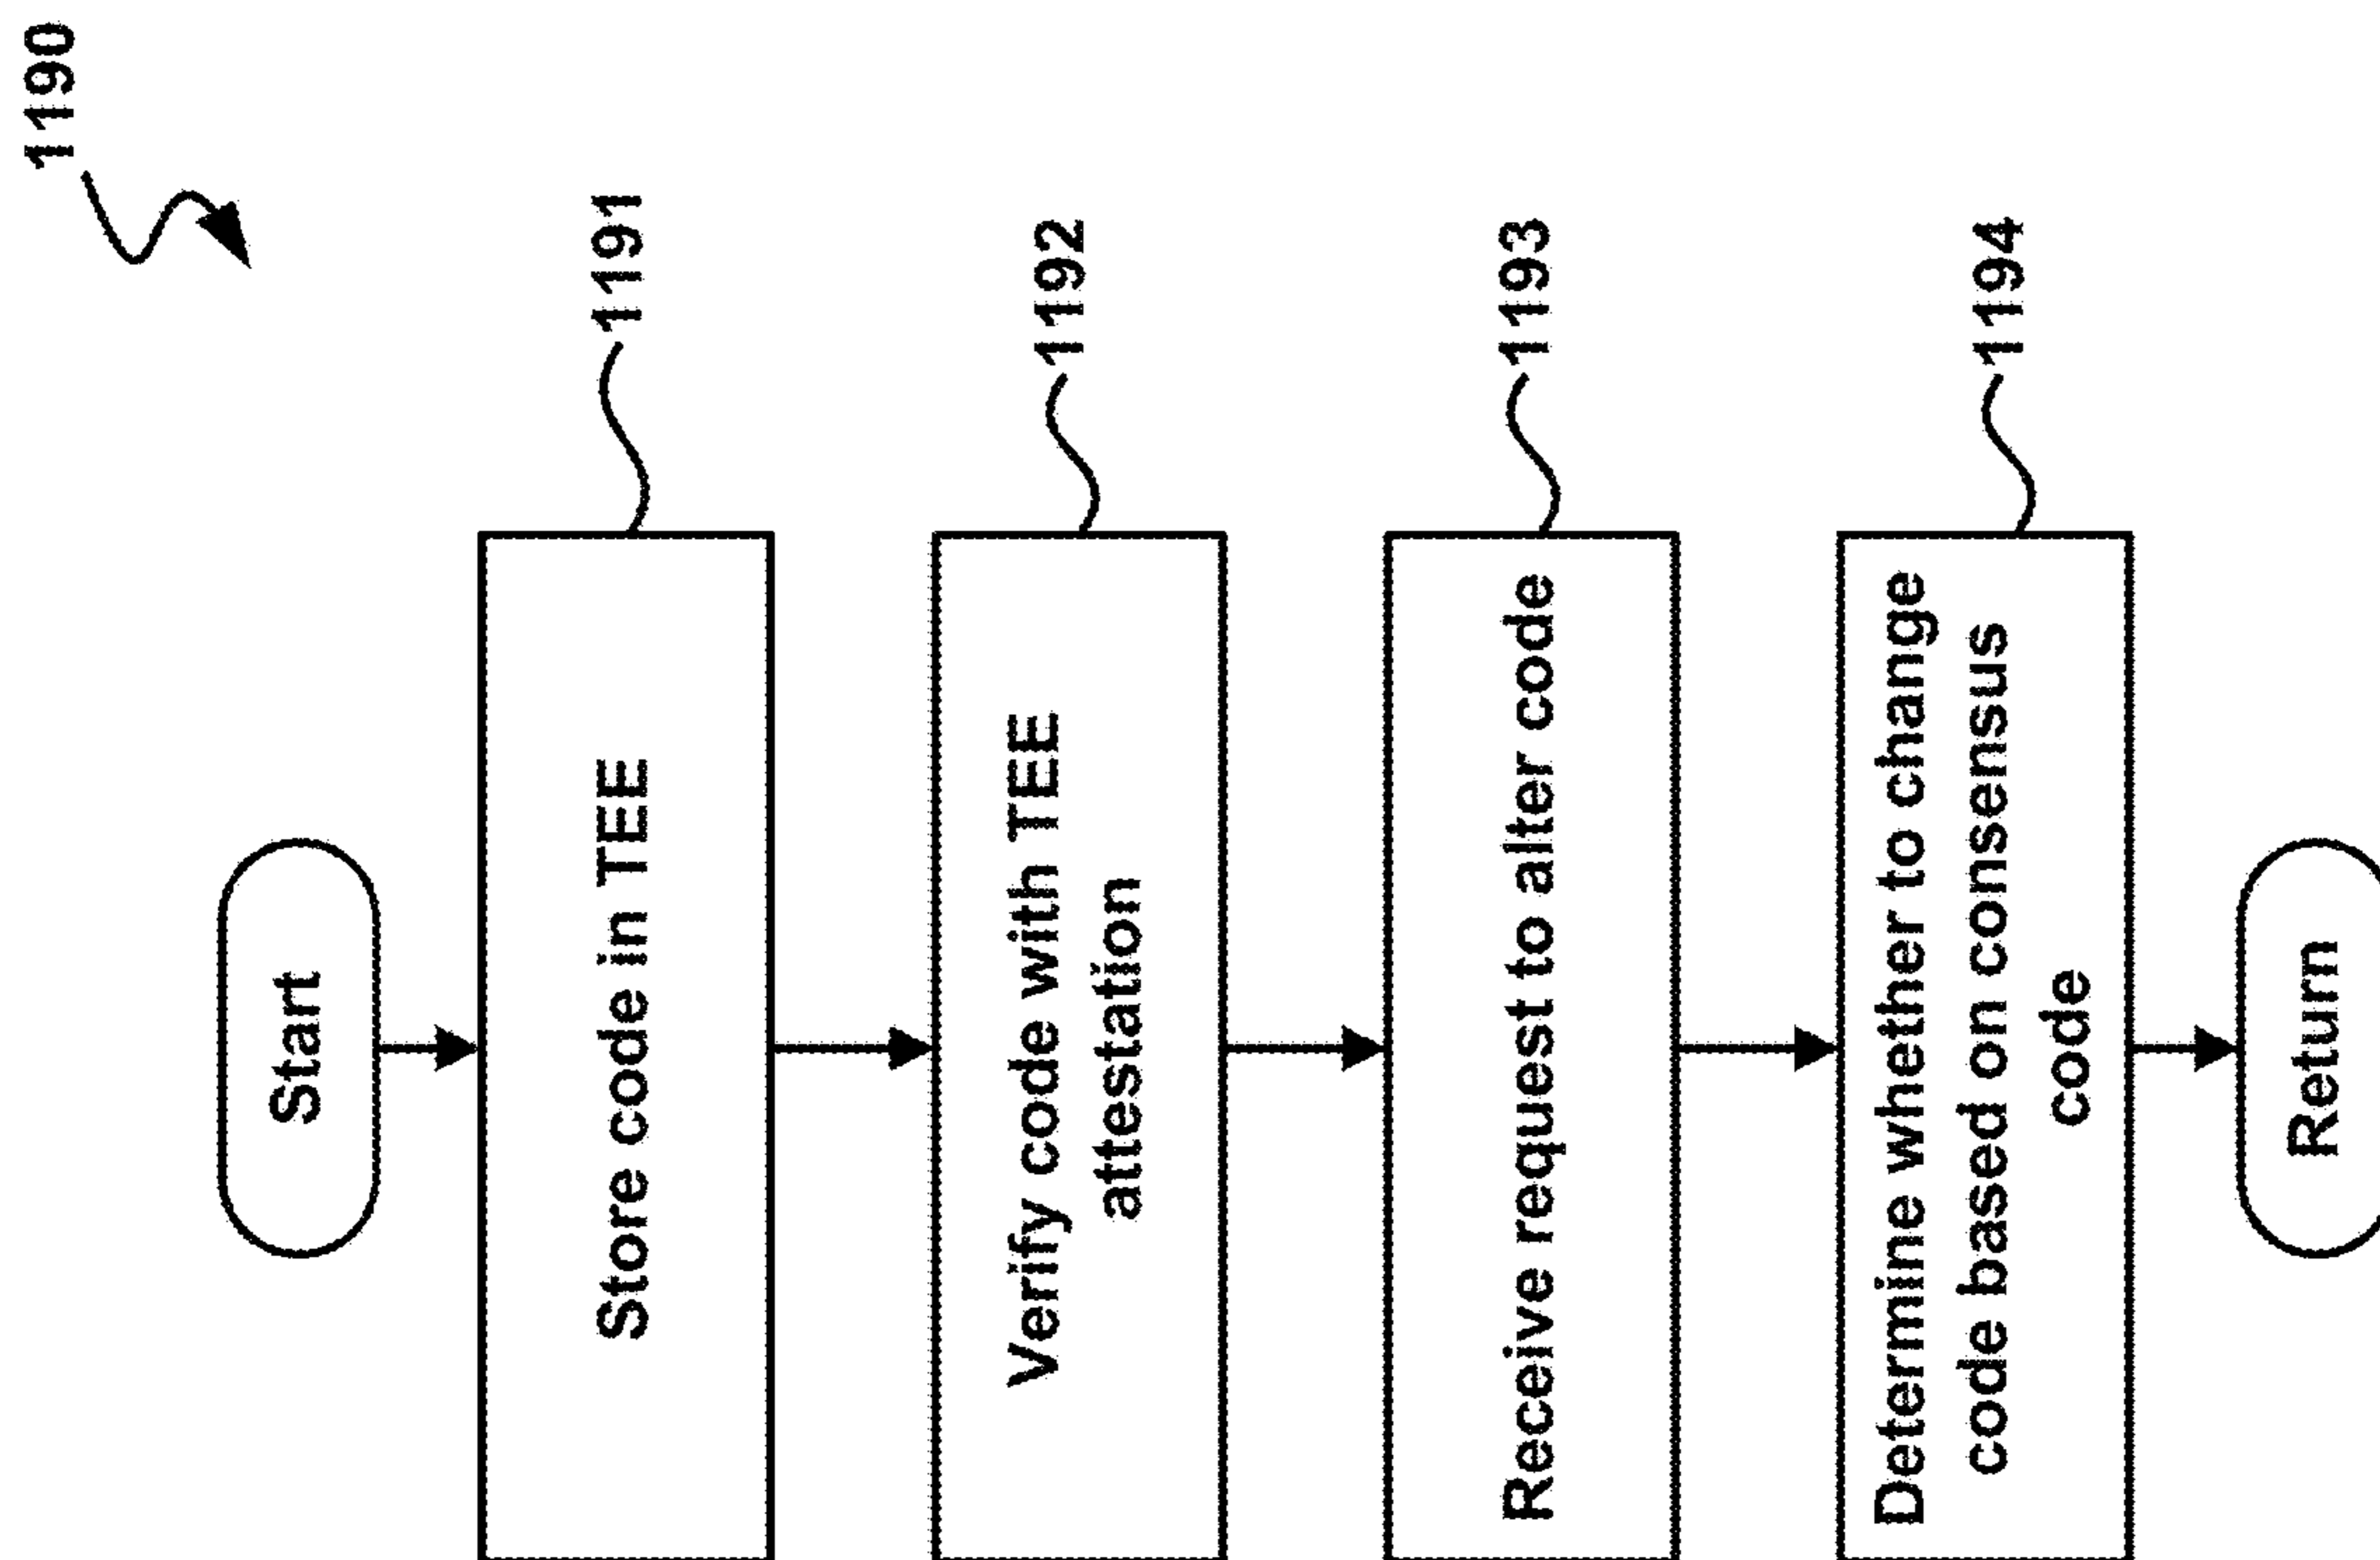 1190
Start
Store code in TEE
1191
Verify code with TEE
attestation
1192
Receive request to alter code
1193
Determine whether to change
code based on consensus
code
1194
Return